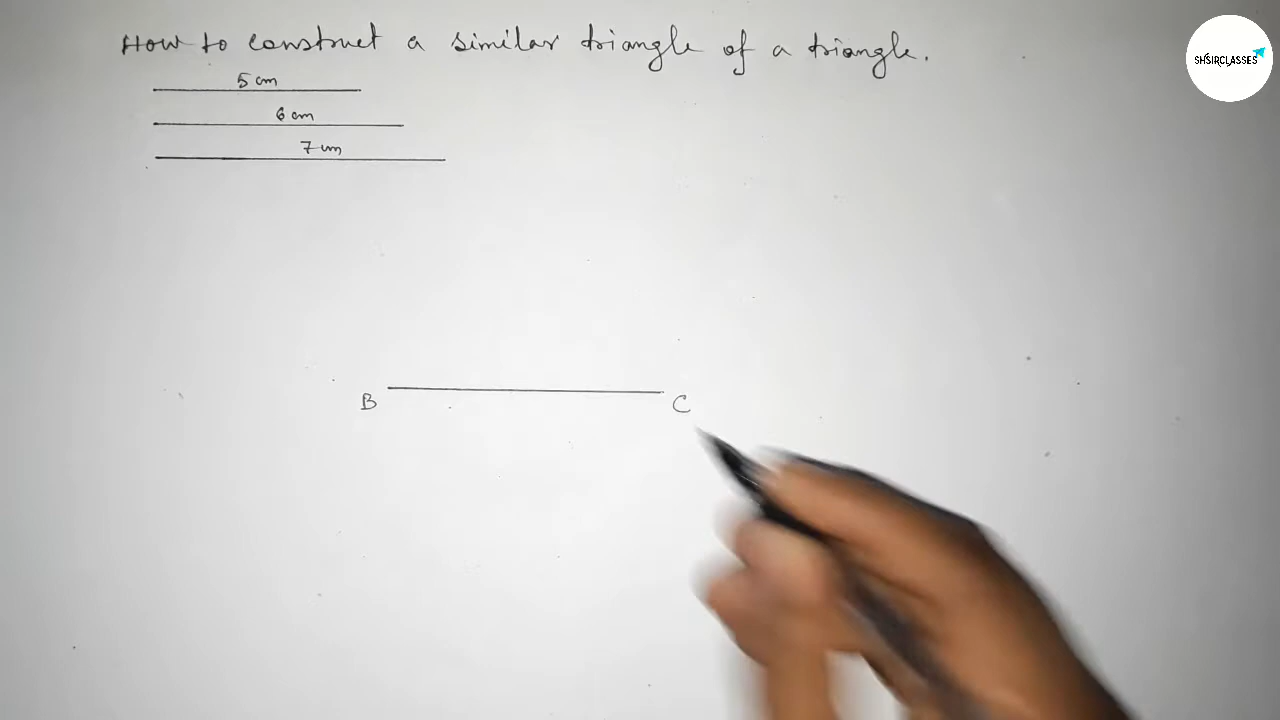 How to construct a similar triangle of a triangle.
SHSIRCLASSES
5 cm
6 cm
7 cm
B C